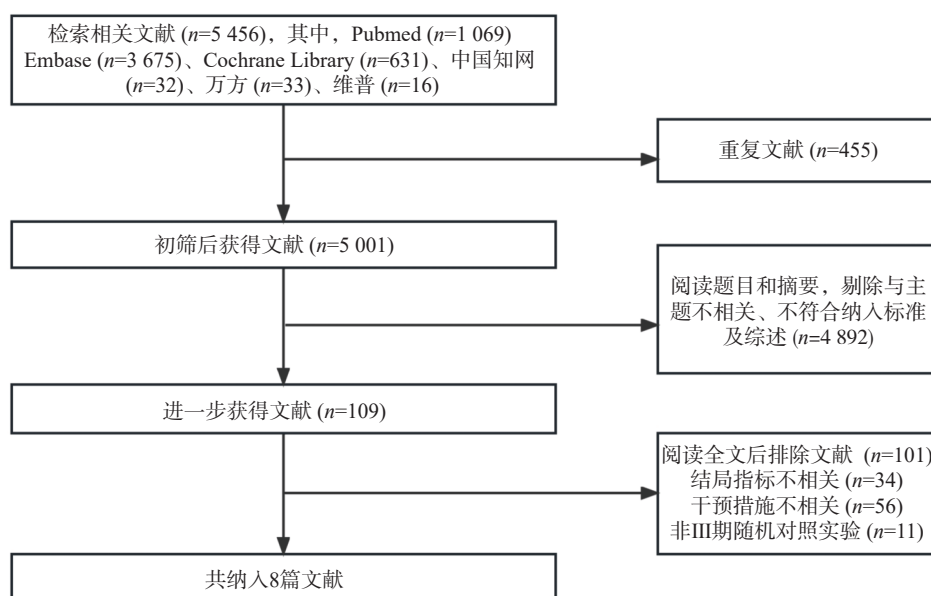 检索相关文献 (n=5 456)，其中，Pubmed (n=1 069)
Embase (n=3 675)、Cochrane Library (n=631)、中国知网
(n=32)、万方 (n=33)、维普 (n=16)
重复文献 (n=455)
初筛后获得文献 (n=5 001)
阅读题目和摘要，剔除与主
题不相关、不符合纳入标准
及综述 (n=4 892)
进一步获得文献 (n=109)
阅读全文后排除文献 (n=101)
结局指标不相关 (n=34)
干预措施不相关 (n=56)
非III期随机对照实验 (n=11)
共纳入8篇文献